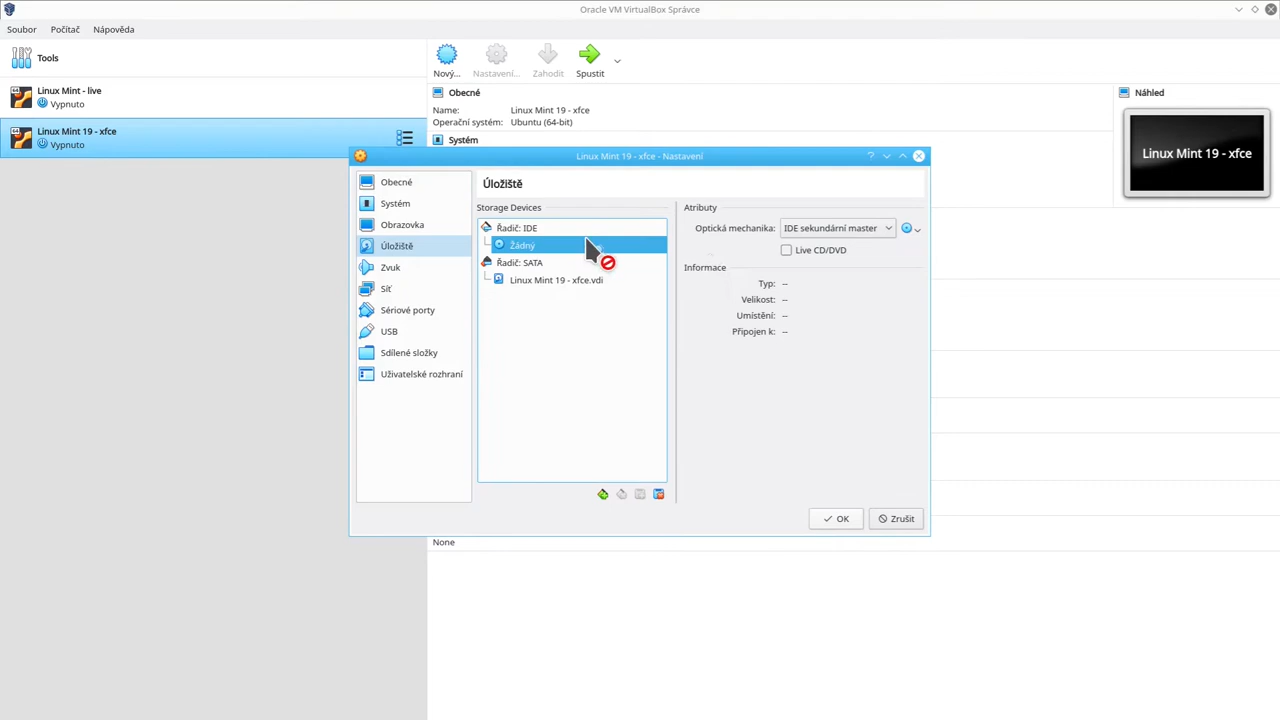 Oracle VM VirtualBox Správce
Soubor Počítač Nápověda
Tools
Linux Mint - live
Vypnuto
Linux Mint 19 - xfce
Vypnuto
Nový... Nastavení... Zahodit Spustit
Obecné
Name: Linux Mint 19 - xfce
Operační systém: Ubuntu (64-bit)
Systém
Náhled
Linux Mint 19 - xfce
Linux Mint 19 - xfce - Nastavení
Obecné
Systém
Obrazovka
Úložiště
Zvuk
Síť
Sériové porty
USB
Sdílené složky
Uživatelské rozhraní
Úložiště
Storage Devices
Řadič: IDE
Žádný
Řadič: SATA
Linux Mint 19 - xfce.vdi
Atributy
Optická mechanika: IDE sekundární master
Live CD/DVD
Informace
Typ: --
Velikost: --
Umístění: --
Připojen k: --
OK Zrušit
None